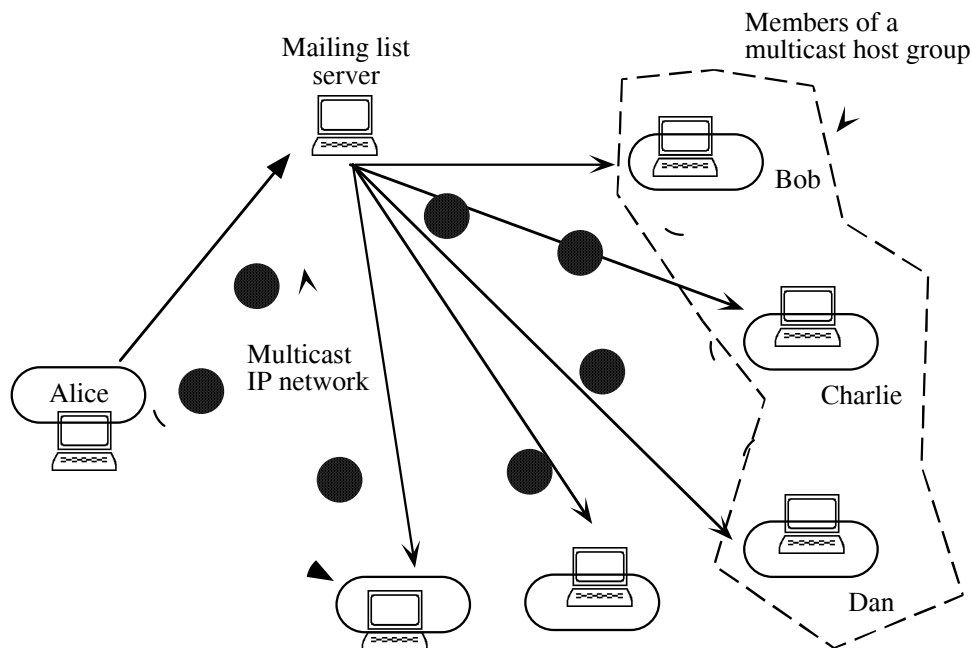 Members of a
multicast host group
Mailing list
server
Bob
Multicast
IP network
Alice
Charlie
Dan